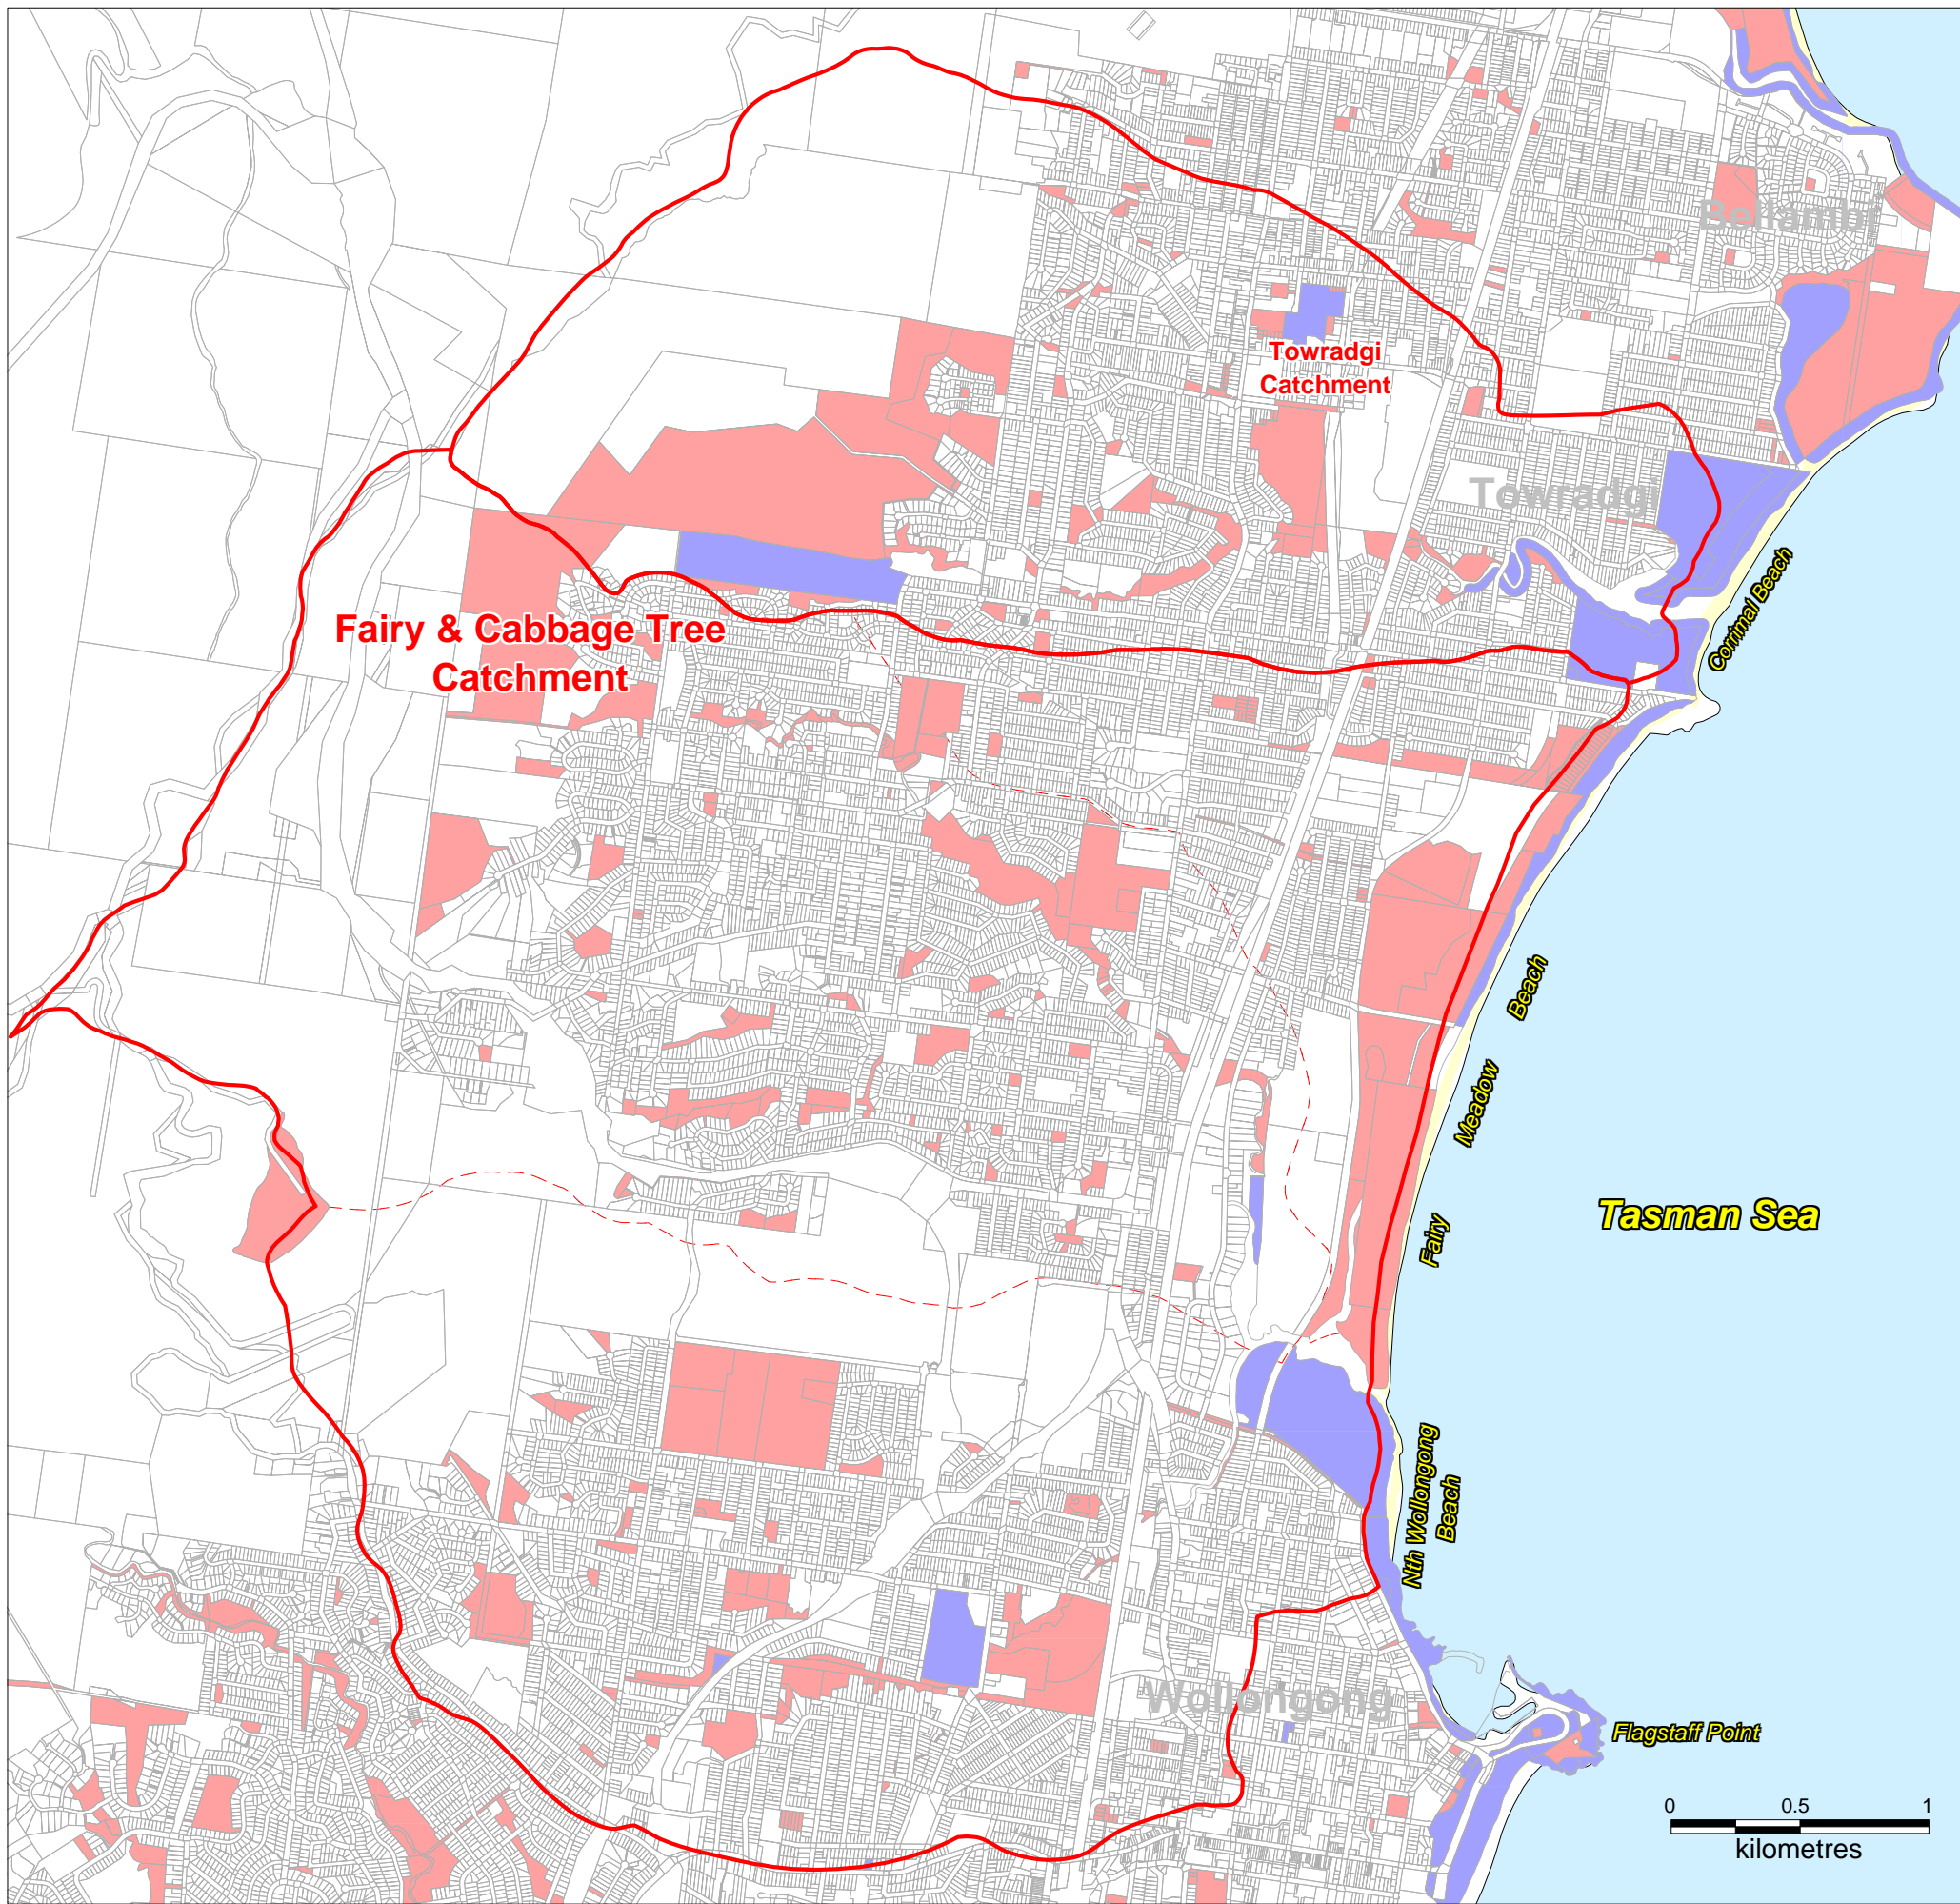 Bellambi
Towradgi
Catchment
Towradgi
Corrimal Beach
Fairy & Cabbage Tree
Catchment
Beach
Meadow
Fairy
Tasman Sea
Nth Wollongong
Beach
Wollongong
Flagstaff Point
0 0.5 1
kilometres